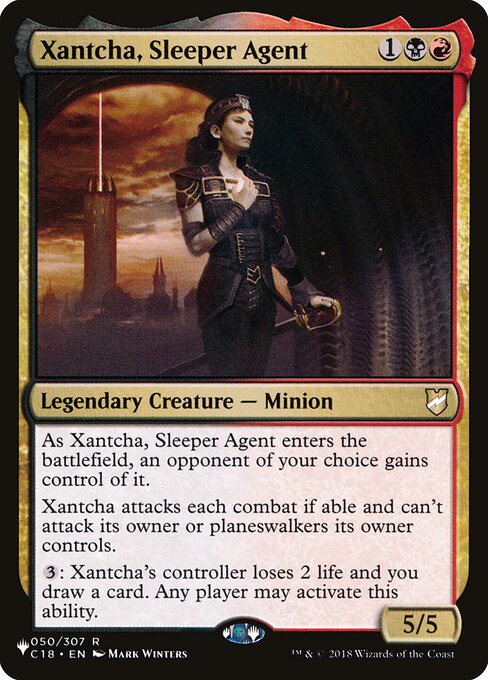 Xantcha, Sleeper Agent 1
Legendary Creature — Minion
As Xantcha, Sleeper Agent enters the
battlefield, an opponent of your choice gains
control of it.
Xantcha attacks each combat if able and can't
attack its owner or planeswalkers its owner
controls.
3: Xantcha's controller loses 2 life and you
draw a card. Any player may activate this
ability.
5/5
050/307 R
C18 • EN Mark Winters
™ & © 2018 Wizards of the Coast